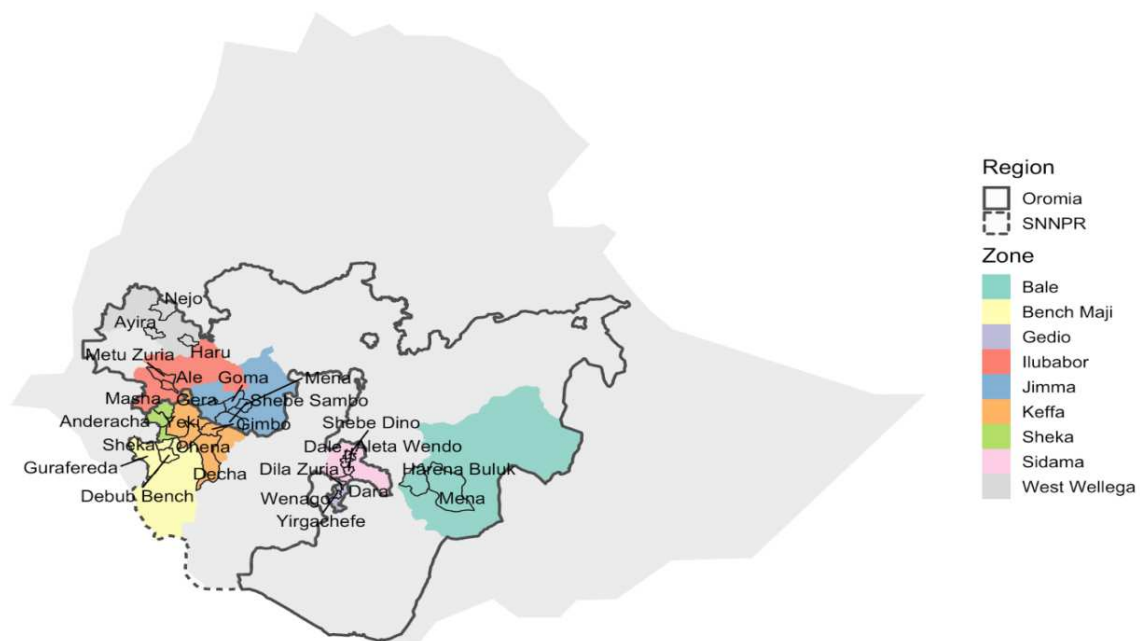 Nejo
Ayira
Metu Zuria
Haru
Ale
Goma
Mena
Masha
Gera
Shebe Sambo
Anderacha
Yeki
Gimbo
Shebe Dino
Sheka
Dale
Aleta Wendo
Gurafereda
Decha
Dila Zuria
Harena Buluk
Debub Bench
Wenago
Dara
Mena
Yirgachefe
Region
Oromia
SNNPR
Zone
Bale
Bench Maji
Gedio
Ilubabor
Jimma
Keffa
Sheka
Sidama
West Wellega